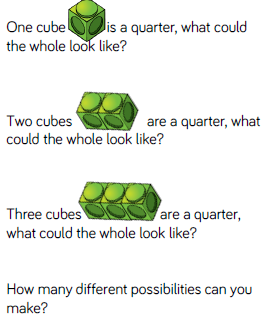 One cube is a quarter, what could
the whole look like?
Two cubes are a quarter, what
could the whole look like?
Three cubes are a quarter,
what could the whole look like?
How many different possibilities can you
make?